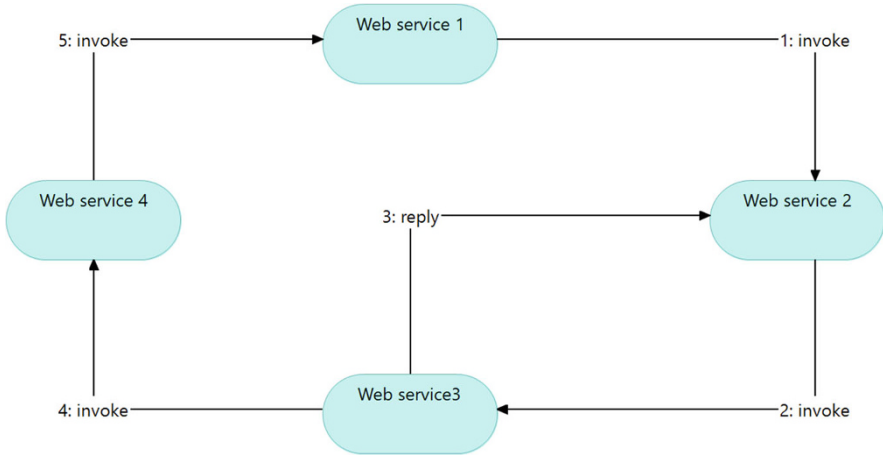 Web service 1
5: invoke
1: invoke
Web service 4
Web service 2
3: reply
Web service3
4: invoke
2: invoke